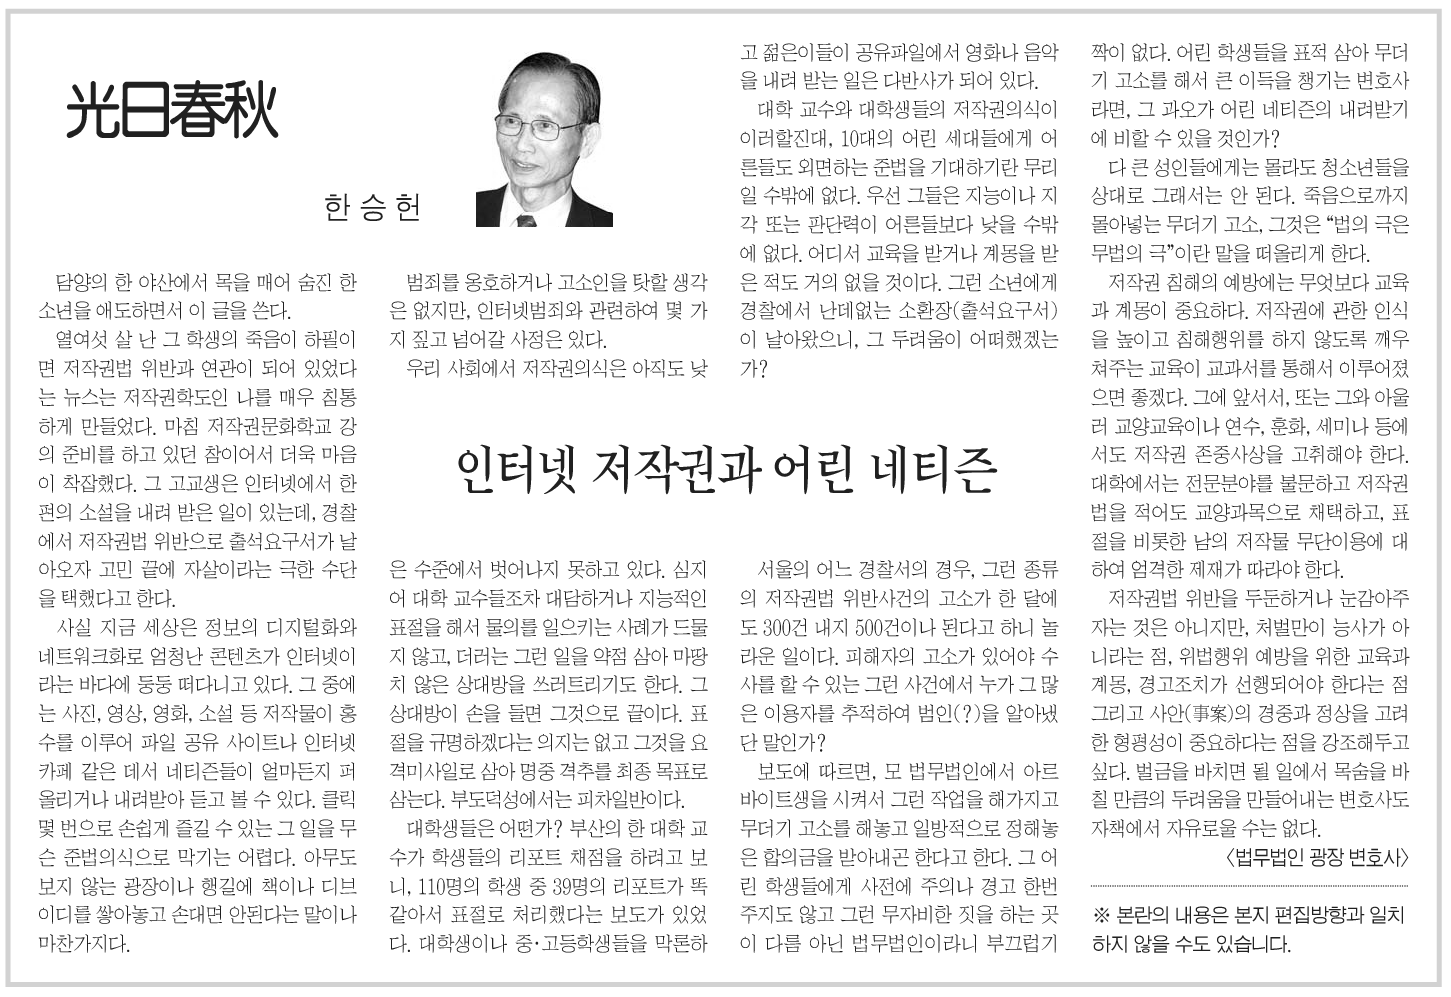 光日春秋
한승헌
인터넷 저작권과 어린 네티즌
담양의 한 야산에서 목을 매어 숨진 한
소년을 애도하면서 이 글을 쓴다.
열여섯 살 난 그 학생의 죽음이 하필이
면 저작권법 위반과 연관이 되어 있었다
는 뉴스는 저작권학도인 나를 매우 침통
하게 만들었다. 마침 저작권문화학교 강
의 준비를 하고 있던 참이어서 더욱 마음
이 착잡했다. 그 고교생은 인터넷에서 한
편의 소설을 내려 받은 일이 있는데, 경찰
에서 저작권법 위반으로 출석요구서가 날
아오자 고민 끝에 자살이라는 극한 수단
을 택했다고 한다.
사실 지금 세상은 정보의 디지털화와
네트워크화로 엄청난 콘텐츠가 인터넷이
라는 바다에 둥둥 떠다니고 있다. 그 중에
는 사진, 영상, 영화, 소설 등 저작물이 홍
수를 이루어 파일 공유 사이트나 인터넷
카페 같은 데서 네티즌들이 얼마든지 퍼
올리거나 내려받아 듣고 볼 수 있다. 클릭
몇 번으로 손쉽게 즐길 수 있는 그 일을 무
슨 준법의식으로 막기는 어렵다. 아무도
보지 않는 광장이나 행길에 책이나 디브
이디를 쌓아놓고 손대면 안된다는 말이나
마찬가지다.
범죄를 옹호하거나 고소인을 탓할 생각
은 없지만, 인터넷범죄와 관련하여 몇 가
지 짚고 넘어갈 사정은 있다.
우리 사회에서 저작권의식은 아직도 낮
은 수준에서 벗어나지 못하고 있다. 심지
어 대학 교수들조차 대담하거나 지능적인
표절을 해서 물의를 일으키는 사례가 드물
지 않고, 더러는 그런 일을 약점 삼아 마땅
치 않은 상대방을 쓰러트리기도 한다. 그
상대방이 손을 들면 그것으로 끝이다. 표
절을 규명하겠다는 의지는 없고 그것을 요
격미사일로 삼아 명중 격추를 최종 목표로
삼는다. 부도덕성에서는 피차일반이다.
대학생들은 어떤가? 부산의 한 대학 교
수가 학생들의 리포트 채점을 하려고 보
니, 110명의 학생 중 39명의 리포트가 똑
같아서 표절로 처리했다는 보도가 있었
다. 대학생이나 중·고등학생들을 막론하
고 젊은이들이 공유파일에서 영화나 음악
을 내려 받는 일은 다반사가 되어 있다.
대학 교수와 대학생들의 저작권의식이
이러할진대, 10대의 어린 세대들에게 어
른들도 외면하는 준법을 기대하기란 무리
일 수밖에 없다. 우선 그들은 지능이나 지
각 또는 판단력이 어른들보다 낮을 수밖
에 없다. 어디서 교육을 받거나 계몽을 받
은 적도 거의 없을 것이다. 그런 소년에게
경찰에서 난데없는 소환장(출석요구서)
이 날아왔으니, 그 두려움이 어떠했겠는
가?
서울의 어느 경찰서의 경우, 그런 종류
의 저작권법 위반사건의 고소가 한 달에
도 300건 내지 500건이나 된다고 하니 놀
라운 일이다. 피해자의 고소가 있어야 수
사를 할 수 있는 그런 사건에서 누가 그 많
은 이용자를 추적하여 범인(?)을 알아냈
단 말인가?
보도에 따르면, 모 법무법인에서 아르
바이트생을 시켜서 그런 작업을 해가지고
무더기 고소를 해놓고 일방적으로 정해놓
은 합의금을 받아내곤 한다고 한다. 그 어
린 학생들에게 사전에 주의나 경고 한번
주지도 않고 그런 무자비한 짓을 하는 곳
이 다름 아닌 법무법인이라니 부끄럽기
짝이 없다. 어린 학생들을 표적 삼아 무더
기 고소를 해서 큰 이득을 챙기는 변호사
라면, 그 과오가 어린 네티즌의 내려받기
에 비할 수 있을 것인가?
다 큰 성인들에게는 몰라도 청소년들을
상대로 그래서는 안 된다. 죽음으로까지
몰아넣는 무더기 고소, 그것은 “법의 극은
무법의 극”이란 말을 떠올리게 한다.
저작권 침해의 예방에는 무엇보다 교육
과 계몽이 중요하다. 저작권에 관한 인식
을 높이고 침해행위를 하지 않도록 깨우
쳐주는 교육이 교과서를 통해서 이루어졌
으면 좋겠다. 그에 앞서서, 또는 그와 아울
러 교양교육이나 연수, 훈화, 세미나 등에
서도 저작권 존중사상을 고취해야 한다.
대학에서는 전문분야를 불문하고 저작권
법을 적어도 교양과목으로 채택하고, 표
절을 비롯한 남의 저작물 무단이용에 대
하여 엄격한 제재가 따라야 한다.
저작권법 위반을 두둔하거나 눈감아주
자는 것은 아니지만, 처벌만이 능사가 아
니라는 점, 위법행위 예방을 위한 교육과
계몽, 경고조치가 선행되어야 한다는 점
그리고 사안(事案)의 경중과 정상을 고려
한 형평성이 중요하다는 점을 강조해두고
싶다. 벌금을 바치면 될 일에서 목숨을 바
칠 만큼의 두려움을 만들어내는 변호사도
자책에서 자유로울 수는 없다.
〈법무법인 광장 변호사〉
※ 본란의 내용은 본지 편집방향과 일치
하지 않을 수도 있습니다.